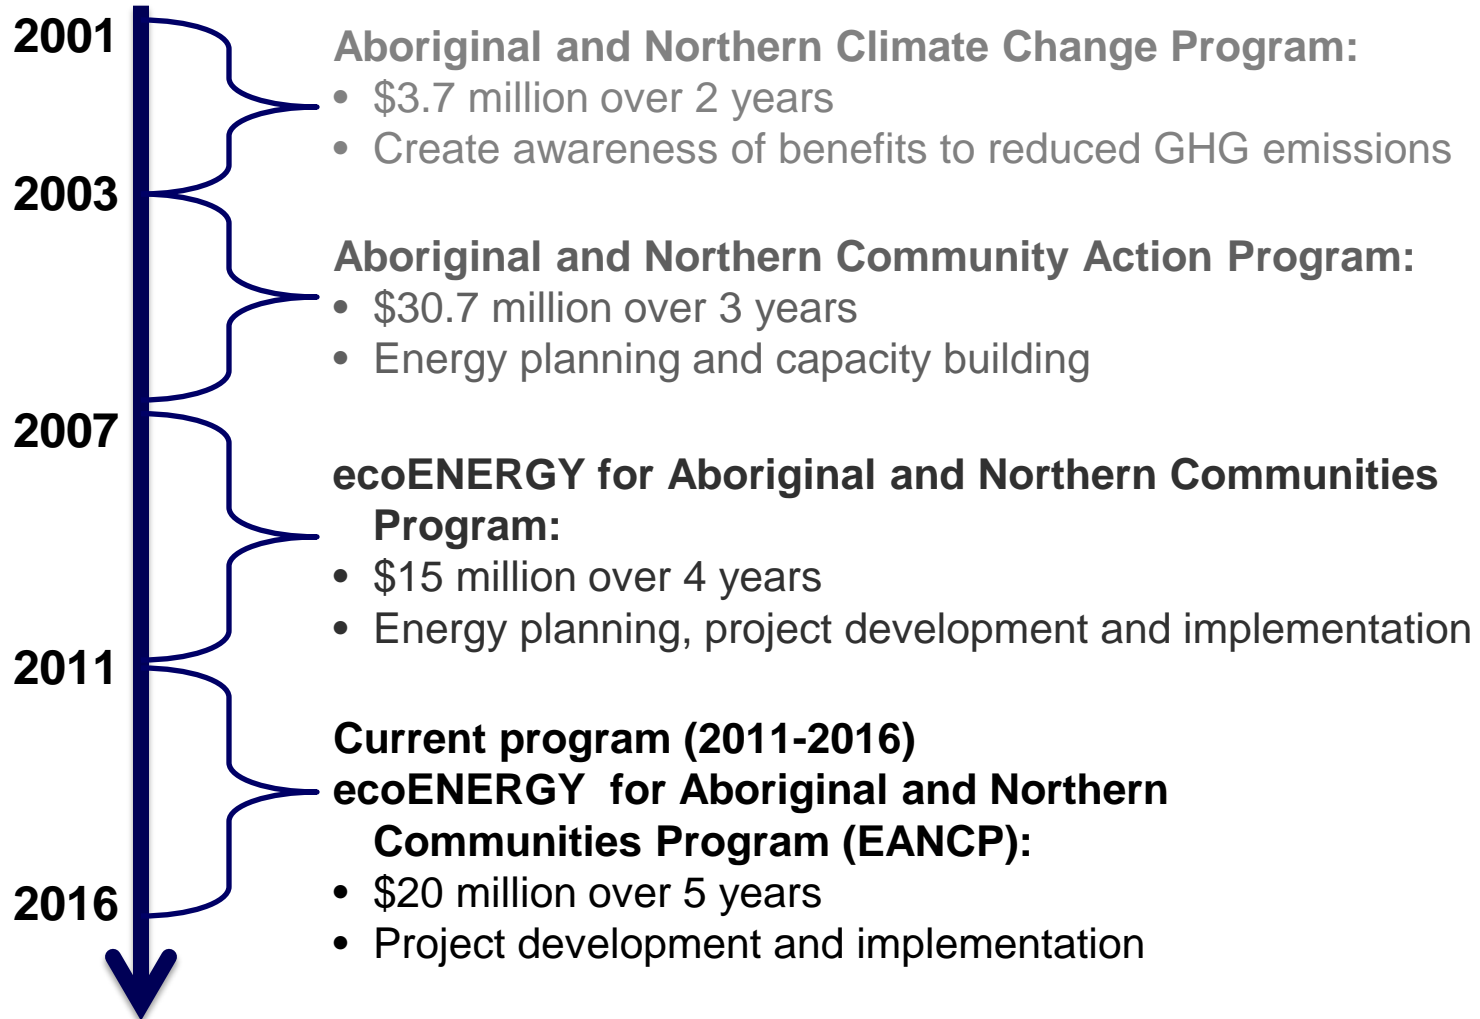 2001
Aboriginal and Northern Climate Change Program:
• $3.7 million over 2 years
• Create awareness of benefits to reduced GHG emissions
2003
Aboriginal and Northern Community Action Program:
• $30.7 million over 3 years
• Energy planning and capacity building
2007
ecoENERGY for Aboriginal and Northern Communities
Program:
• $15 million over 4 years
• Energy planning, project development and implementation
2011
Current program (2011-2016)
ecoENERGY for Aboriginal and Northern
Communities Program (EANCP):
• $20 million over 5 years
• Project development and implementation
2016